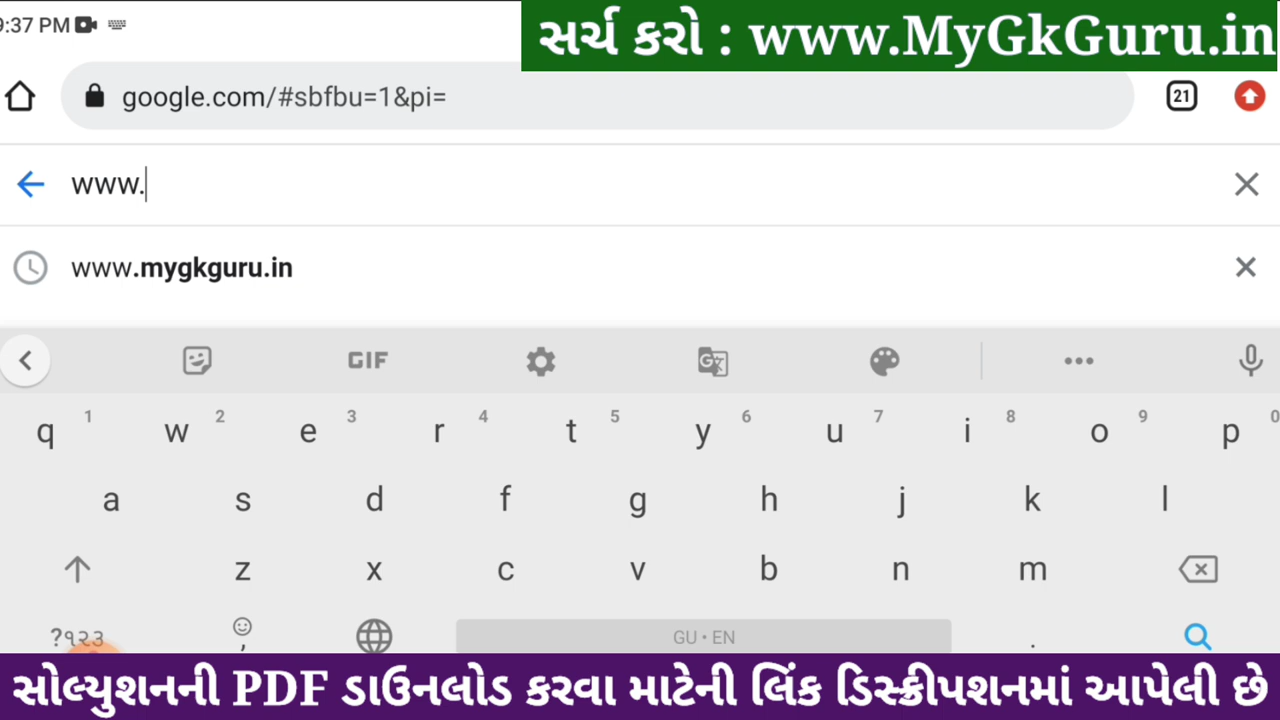 9:37 PM
સર્ચ કરો : www.MyGkGuru.in
google.com/#sbfbu=1&pi=
21
www.
www.mygkguru.in
GIF
q 1 w 2 e 3 r 4 t 5 y 6 u 7 i 8 o 9 p 0
a s d f g h j k l
z x c v b n m
?૧૨૩ , GU • EN .
સોલ્યુશનની PDF ડાઉનલોડ કરવા માટેની લિંક ડિસ્ક્રીપશનમાં આપેલી છે